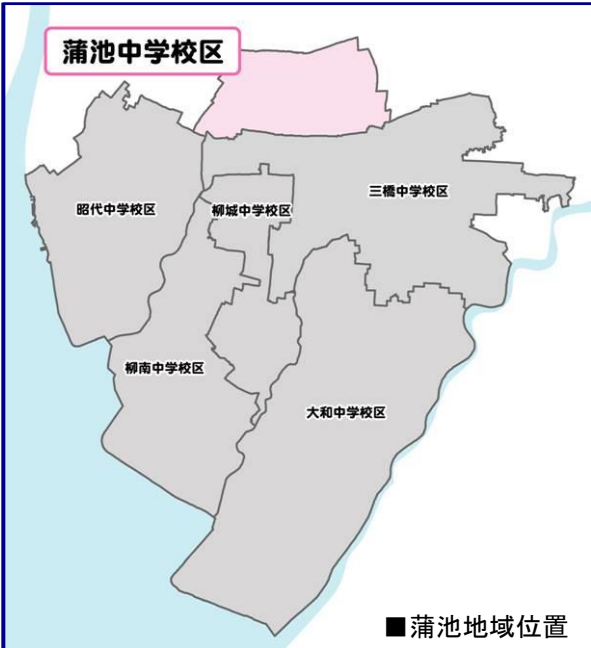 蒲池中学校区
三橋中学校区
昭代中学校区
柳城中学校区
柳南中学校区
大和中学校区
■蒲池地域位置